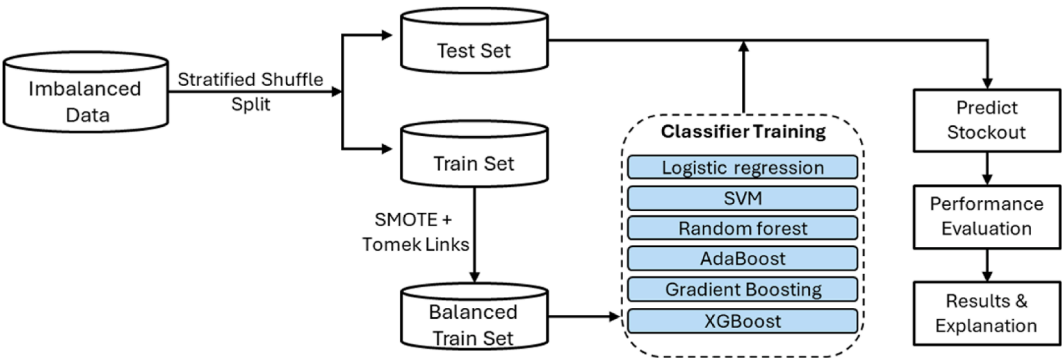 Imbalanced
Data
Stratified Shuffle
Split
Test Set
Train Set
SMOTE +
Tomek Links
Balanced
Train Set
Classifier Training
Logistic regression
SVM
Random forest
AdaBoost
Gradient Boosting
XGBoost
Predict
Stockout
Performance
Evaluation
Results &
Explanation